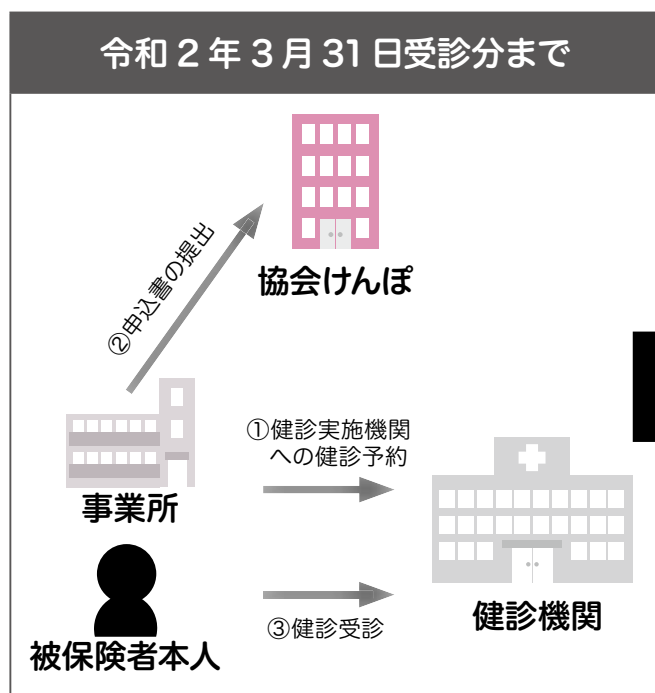 令和2年3月31日受診分まで
協会けんぽ
②申込書の提出
①健診実施機関
への健診予約
事業所
健診機関
③健診受診
被保険者本人